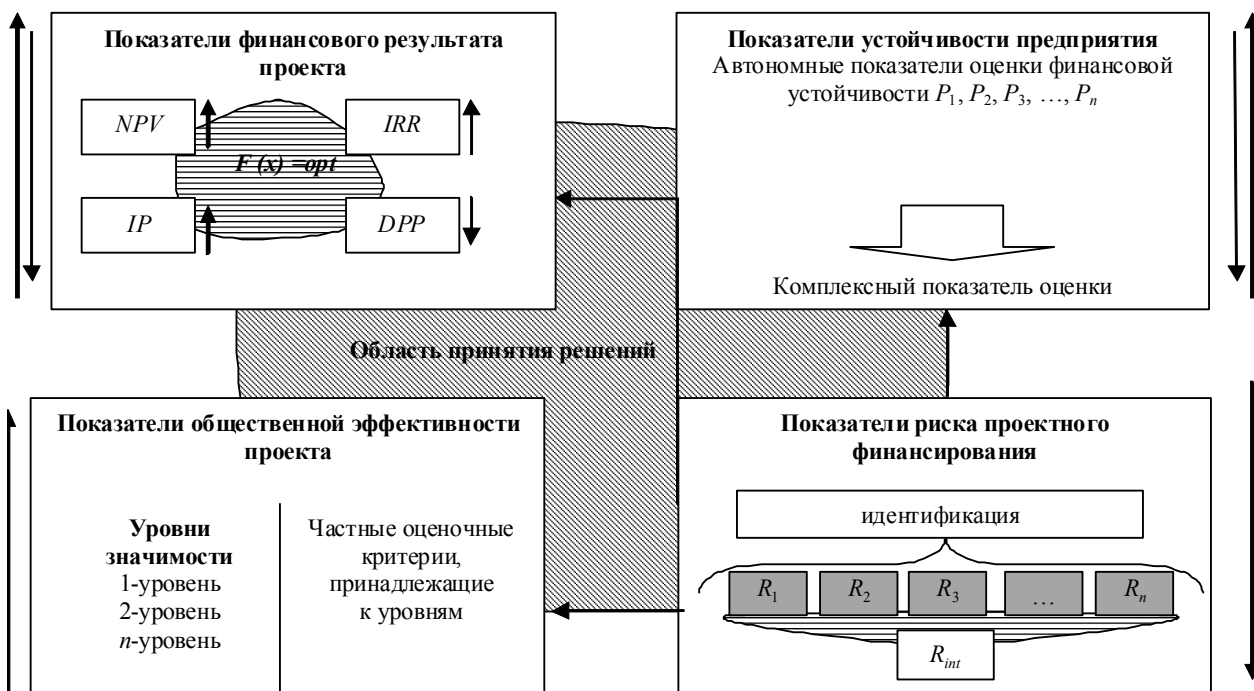 Показатели финансового результата
проекта
NPV
IRR
F (x) =opt
IP
DPP
Показатели устойчивости предприятия
Автономные показатели оценки финансовой
устойчивости P1, P2, P3, …, Pn
Комплексный показатель оценки
Область принятия решений
Показатели общественной эффективности
проекта
Уровни
значимости
1-уровень
2-уровень
n-уровень
Частные оценочные
критерии,
принадлежащие
к уровням
Показатели риска проектного
финансирования
идентификация
R1 R2 R3 … Rn
Rint